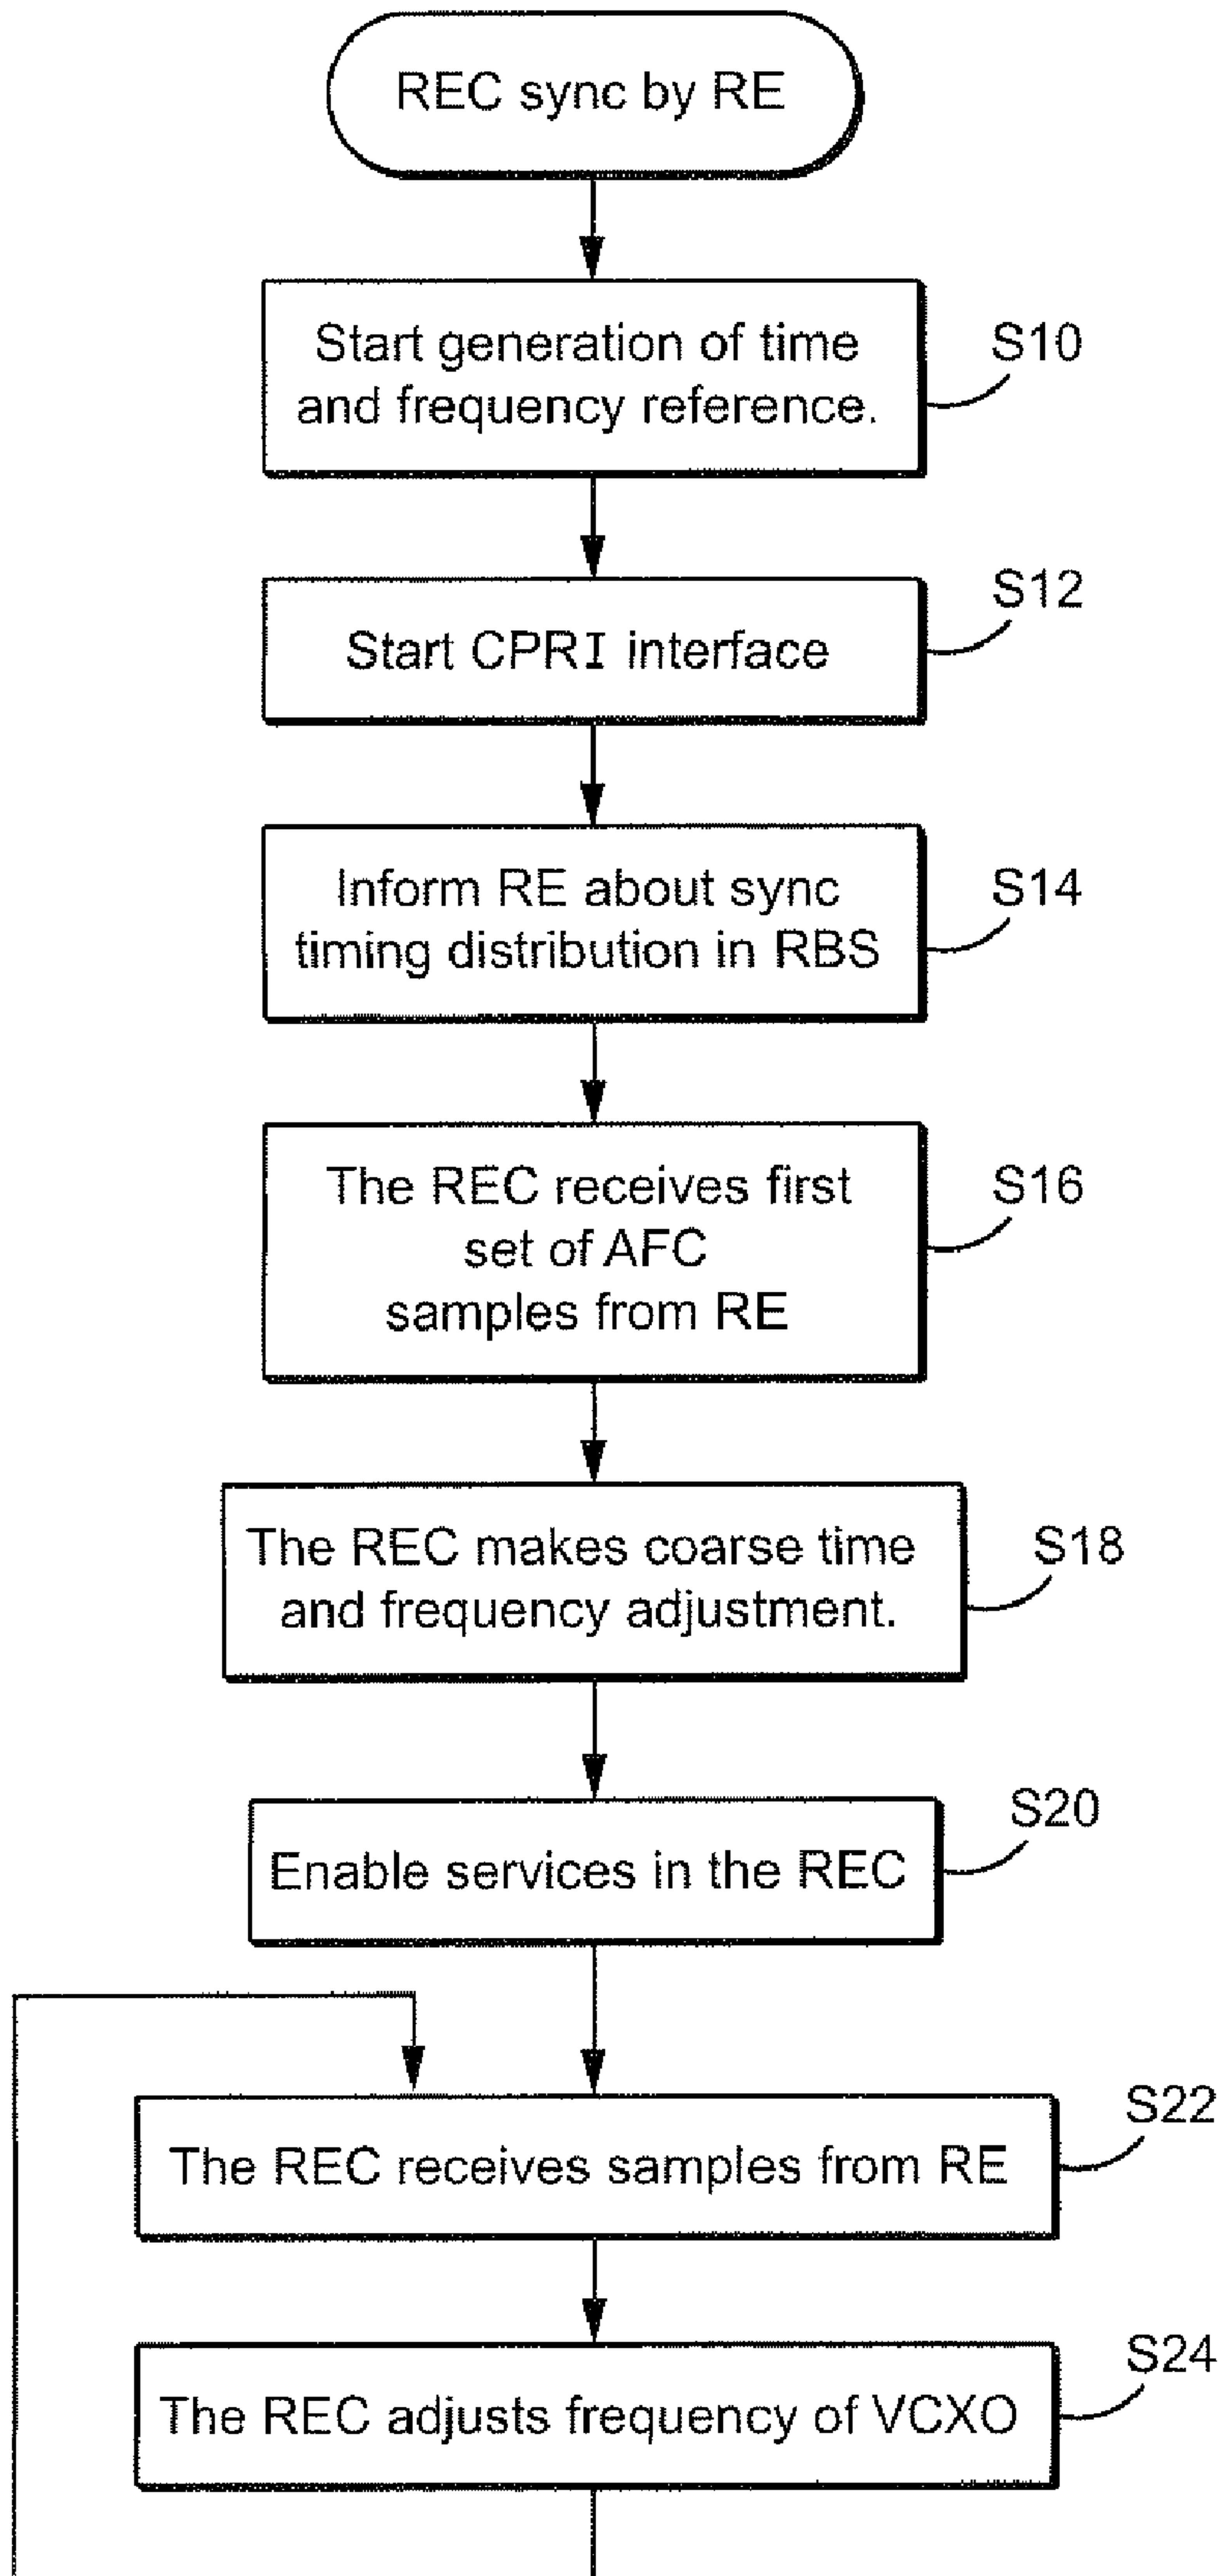 REC sync by RE
Start generation of time
and frequency reference.
S10
Start CPRI interface
S12
Inform RE about sync
timing distribution in RBS
S14
The REC receives first
set of AFC
samples from RE
S16
The REC makes coarse time
and frequency adjustment.
S18
Enable services in the REC
S20
The REC receives samples from RE
S22
The REC adjusts frequency of VCXO
S24